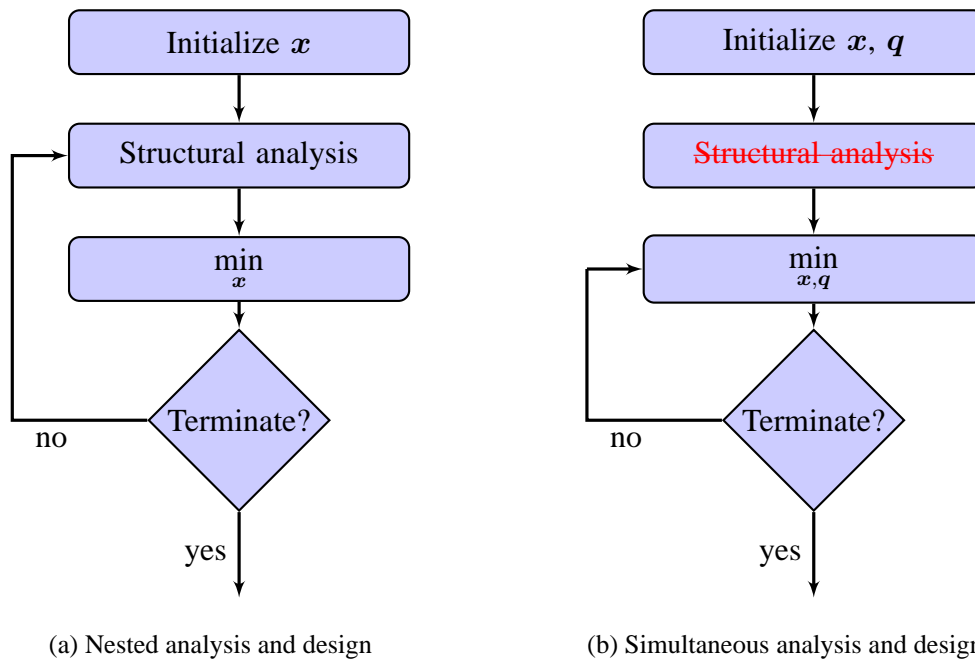 Initialize x
Structural analysis
min
x
Terminate?
no
yes
(a) Nested analysis and design
Initialize x, q
Structural analysis
min
x,q
Terminate?
no
yes
(b) Simultaneous analysis and design